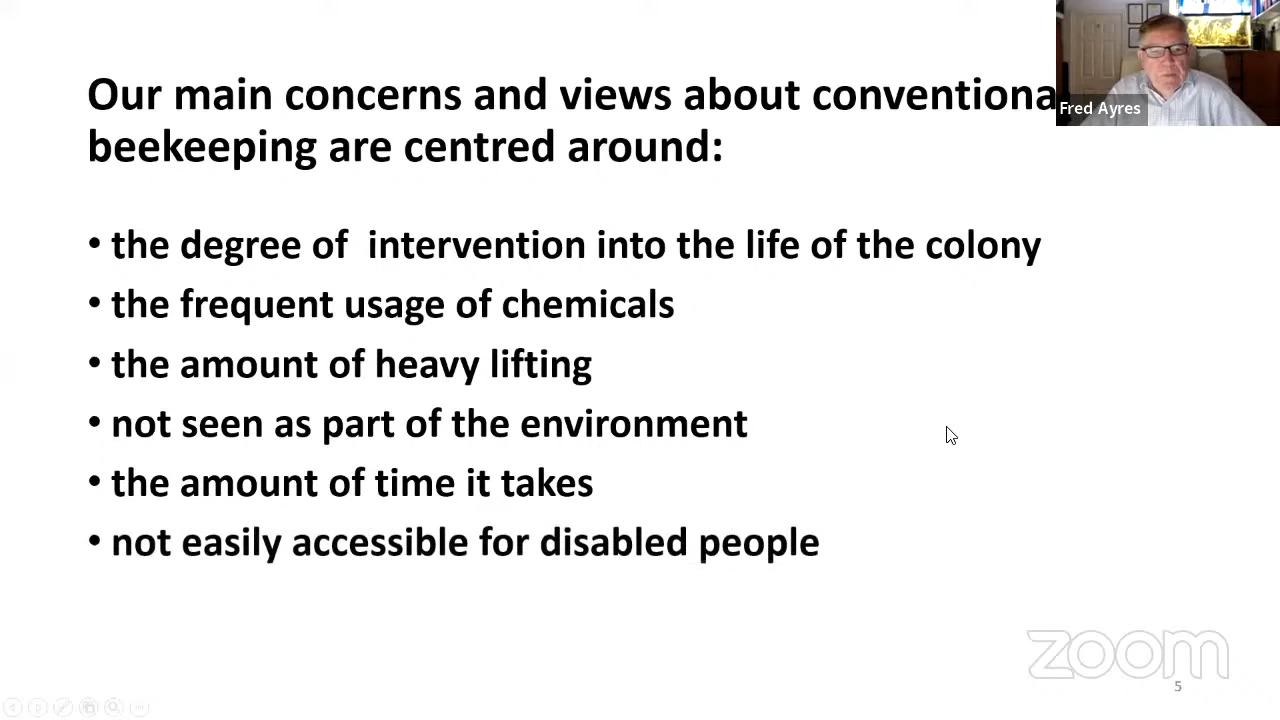 Our main concerns and views about conventiona
beekeeping are centred around:
Fred Ayres
• the degree of  intervention into the life of the colony
• the frequent usage of chemicals
• the amount of heavy lifting
• not seen as part of the environment
• the amount of time it takes
• not easily accessible for disabled people
zoom
5